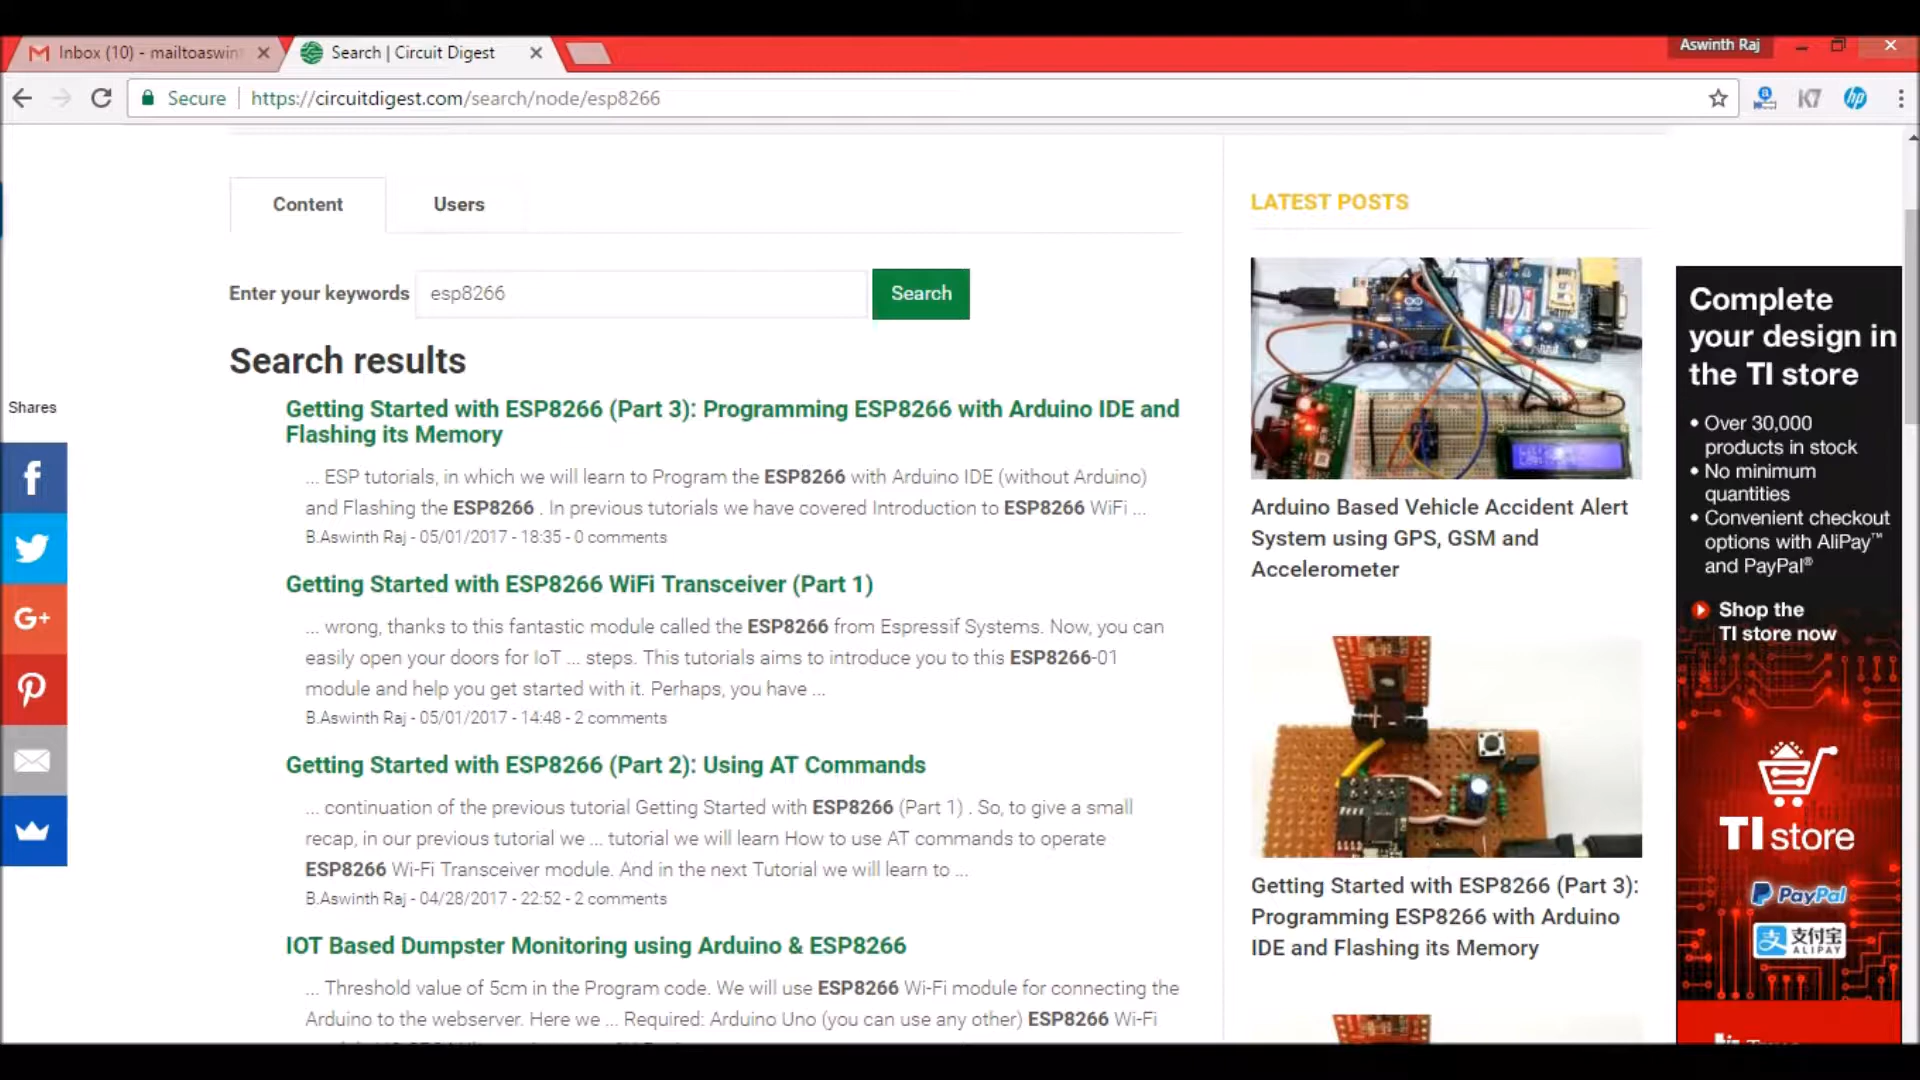 Inbox (10) - mailtoaswin
Search | Circuit Digest
Aswinth Raj
Secure
https://circuitdigest.com/search/node/esp8266
K7
hp
Content
Users
Enter your keywords
esp8266
Search
Search results
Getting Started with ESP8266 (Part 3): Programming ESP8266 with Arduino IDE and
Flashing its Memory
... ESP tutorials, in which we will learn to Program the ESP8266 with Arduino IDE (without Arduino)
and Flashing the ESP8266 . In previous tutorials we have covered Introduction to ESP8266 WiFi ...
B.Aswinth Raj - 05/01/2017 - 18:35 - 0 comments
Getting Started with ESP8266 WiFi Transceiver (Part 1)
... wrong, thanks to this fantastic module called the ESP8266 from Espressif Systems. Now, you can
easily open your doors for IoT ... steps. This tutorials aims to introduce you to this ESP8266-01
module and help you get started with it. Perhaps, you have ...
B.Aswinth Raj - 05/01/2017 - 14:48 - 2 comments
Getting Started with ESP8266 (Part 2): Using AT Commands
... continuation of the previous tutorial Getting Started with ESP8266 (Part 1) . So, to give a small
recap, in our previous tutorial we ... tutorial we will learn How to use AT commands to operate
ESP8266 Wi-Fi Transceiver module. And in the next Tutorial we will learn to ...
B.Aswinth Raj - 04/28/2017 - 22:52 - 2 comments
IOT Based Dumpster Monitoring using Arduino & ESP8266
... Threshold value of 5cm in the Program code. We will use ESP8266 Wi-Fi module for connecting the
Arduino to the webserver. Here we ... Required: Arduino Uno (you can use any other) ESP8266 Wi-Fi
Shares
f
G+
LATEST POSTS
Arduino Based Vehicle Accident Alert
System using GPS, GSM and
Accelerometer
Getting Started with ESP8266 (Part 3):
Programming ESP8266 with Arduino
IDE and Flashing its Memory
Complete
your design in
the TI store
• Over 30,000
products in stock
• No minimum
quantities
• Convenient checkout
options with AliPay™
and PayPal®
Shop the
TI store now
TI store
PayPal
支 支付宝
ALIPAY